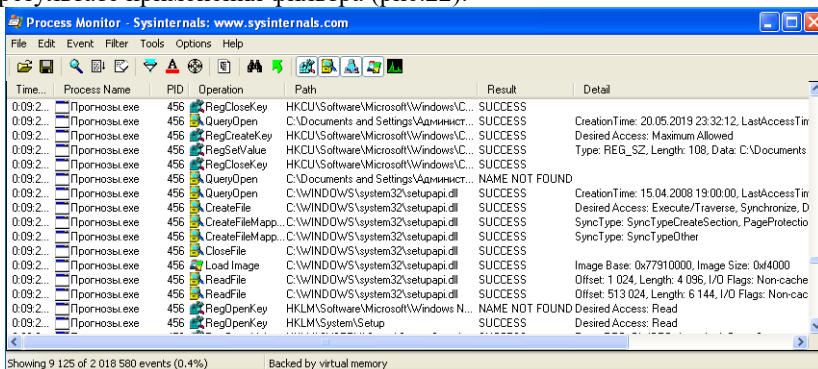 результате применения фильтра (рис.22).
Process Monitor - Sysinternals: www.sysinternals.com
File Edit Event Filter Tools Options Help
Time... Process Name PID Operation Path Result Detail
0:09:2... Прогнозы.exe 456 RegCloseKey HKCU\Software\Microsoft\Windows\C... SUCCESS
0:09:2... Прогнозы.exe 456 QueryOpen C:\Documents and Settings\Админист... SUCCESS CreationTime: 20.05.2019 23:32:12, LastAccessTim
0:09:2... Прогнозы.exe 456 RegCreateKey HKCU\Software\Microsoft\Windows\C... SUCCESS Desired Access: Maximum Allowed
0:09:2... Прогнозы.exe 456 RegSetValue HKCU\Software\Microsoft\Windows\C... SUCCESS Type: REG_SZ, Length: 108, Data: C:\Documents
0:09:2... Прогнозы.exe 456 RegCloseKey HKCU\Software\Microsoft\Windows\C... SUCCESS
0:09:2... Прогнозы.exe 456 QueryOpen C:\Documents and Settings\Админист... NAME NOT FOUND
0:09:2... Прогнозы.exe 456 QueryOpen C:\WINDOWS\system32\setupapi.dll SUCCESS CreationTime: 15.04.2008 19:00:00, LastAccessTim
0:09:2... Прогнозы.exe 456 CreateFile C:\WINDOWS\system32\setupapi.dll SUCCESS Desired Access: Execute/Traverse, Synchronize, D
0:09:2... Прогнозы.exe 456 CreateFileMapp... C:\WINDOWS\system32\setupapi.dll SUCCESS SyncType: SyncTypeCreateSection, PageProtectio
0:09:2... Прогнозы.exe 456 CreateFileMapp... C:\WINDOWS\system32\setupapi.dll SUCCESS SyncType: SyncTypeOther
0:09:2... Прогнозы.exe 456 CloseFile C:\WINDOWS\system32\setupapi.dll SUCCESS
0:09:2... Прогнозы.exe 456 Load Image C:\WINDOWS\system32\setupapi.dll SUCCESS Image Base: 0x77910000, Image Size: 0xf4000
0:09:2... Прогнозы.exe 456 ReadFile C:\WINDOWS\system32\setupapi.dll SUCCESS Offset: 1 024, Length: 4 096, I/O Flags: Non-cache
0:09:2... Прогнозы.exe 456 ReadFile C:\WINDOWS\system32\setupapi.dll SUCCESS Offset: 513 024, Length: 6 144, I/O Flags: Non-cac
0:09:2... Прогнозы.exe 456 RegOpenKey HKLM\Software\Microsoft\Windows N... NAME NOT FOUND Desired Access: Read
0:09:2... Прогнозы.exe 456 RegOpenKey HKLM\System\Setup SUCCESS Desired Access: Read
Showing 9 125 of 2 018 580 events (0.4%) Backed by virtual memory